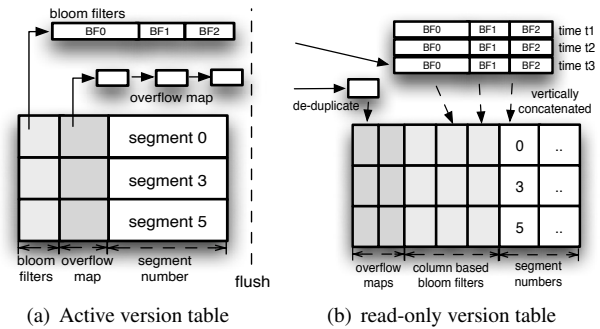 bloom filters
BF0 BF1 BF2
overflow map
segment 0
segment 3
segment 5
bloom filters
overflow map
segment number
flush
(a) Active version table
BF0 BF1 BF2 time t1
BF0 BF1 BF2 time t2
BF0 BF1 BF2 time t3
de-duplicate
vertically concatenated
0 ..
3 ..
5 ..
overflow maps
column based bloom filters
segment numbers
(b) read-only version table